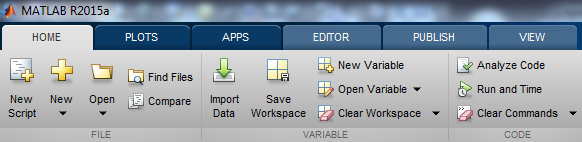 MATLAB R2015a
HOME PLOTS APPS EDITOR PUBLISH VIEW
New Script
New
Open
Find Files
Compare
Import Data
Save Workspace
New Variable
Open Variable
Clear Workspace
Analyze Code
Run and Time
Clear Commands
FILE VARIABLE CODE